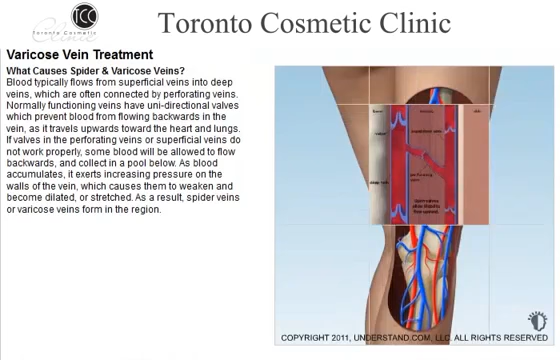 TCC
Toronto Cosmetic
Clinic
Toronto Cosmetic Clinic
Varicose Vein Treatment
What Causes Spider & Varicose Veins?
Blood typically flows from superficial veins into deep
veins, which are often connected by perforating veins.
Normally functioning veins have uni-directional valves
which prevent blood from flowing backwards in the
vein, as it travels upwards toward the heart and lungs.
If valves in the perforating veins or superficial veins do
not work properly, some blood will be allowed to flow
backwards, and collect in a pool below. As blood
accumulates, it exerts increasing pressure on the
walls of the vein, which causes them to weaken and
become dilated, or stretched. As a result, spider veins
or varicose veins form in the region.
COPYRIGHT 2011, UNDERSTAND.COM, LLC. ALL RIGHTS RESERVED